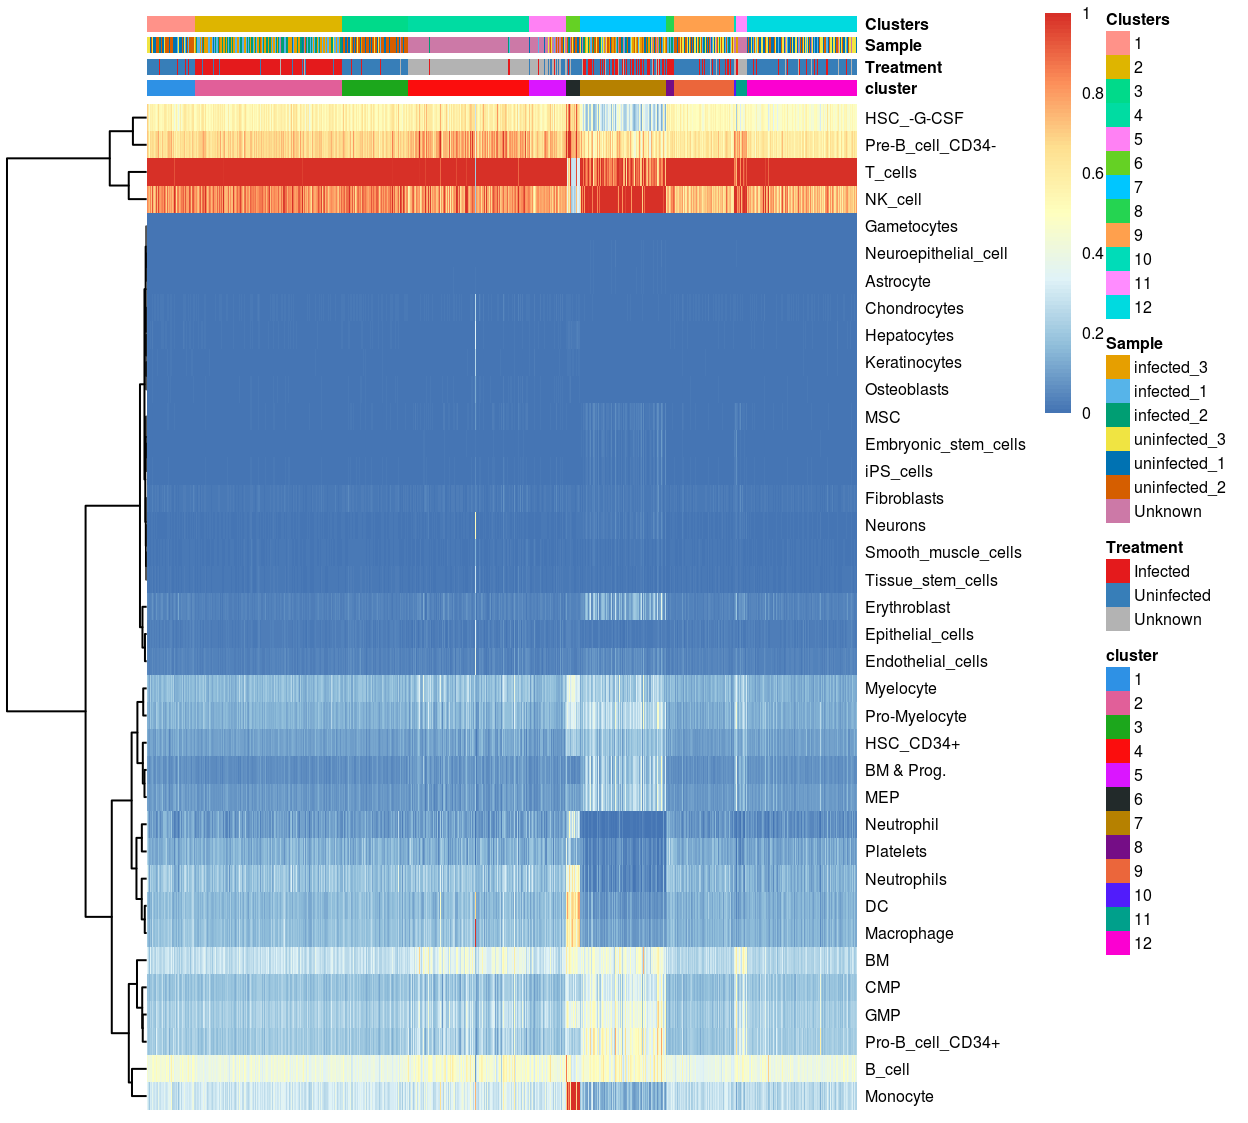 Clusters
Sample
Treatment
cluster
HSC_-G-CSF
Pre-B_cell_CD34-
T_cells
NK_cell
Gametocytes
Neuroepithelial_cell
Astrocyte
Chondrocytes
Hepatocytes
Keratinocytes
Osteoblasts
MSC
Embryonic_stem_cells
iPS_cells
Fibroblasts
Neurons
Smooth_muscle_cells
Tissue_stem_cells
Erythroblast
Epithelial_cells
Endothelial_cells
Myelocyte
Pro-Myelocyte
HSC_CD34+
BM & Prog.
MEP
Neutrophil
Platelets
Neutrophils
DC
Macrophage
BM
CMP
GMP
Pro-B_cell_CD34+
B_cell
Monocyte
1
0.8
0.6
0.4
0.2
0
Clusters
1
2
3
4
5
6
7
8
9
10
11
12
Sample
infected_3
infected_1
infected_2
uninfected_3
uninfected_1
uninfected_2
Unknown
Treatment
Infected
Uninfected
Unknown
cluster
1
2
3
4
5
6
7
8
9
10
11
12